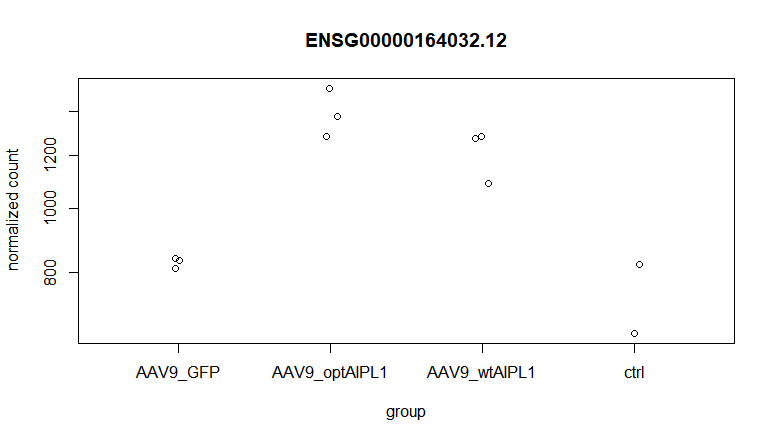 ENSG00000164032.12
normalized count
1200
1000
800
AAV9_GFP
AAV9_optAIPL1
AAV9_wtAIPL1
ctrl
group